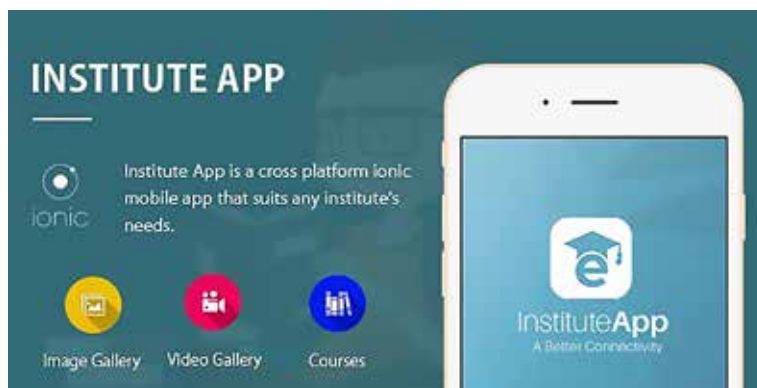 INSTITUTE APP
Institute App is a cross platform ionic
mobile app that suits any institute's
needs.
ionic
Image Gallery
Video Gallery
Courses
e
InstituteApp
A Better Connectivity